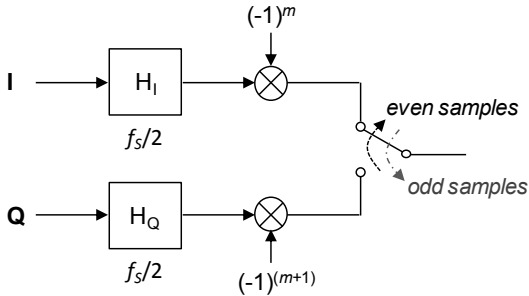 (-1)^m
I
H_I
even samples
f_S/2
odd samples
Q
H_Q
f_S/2
(-1)^(m+1)